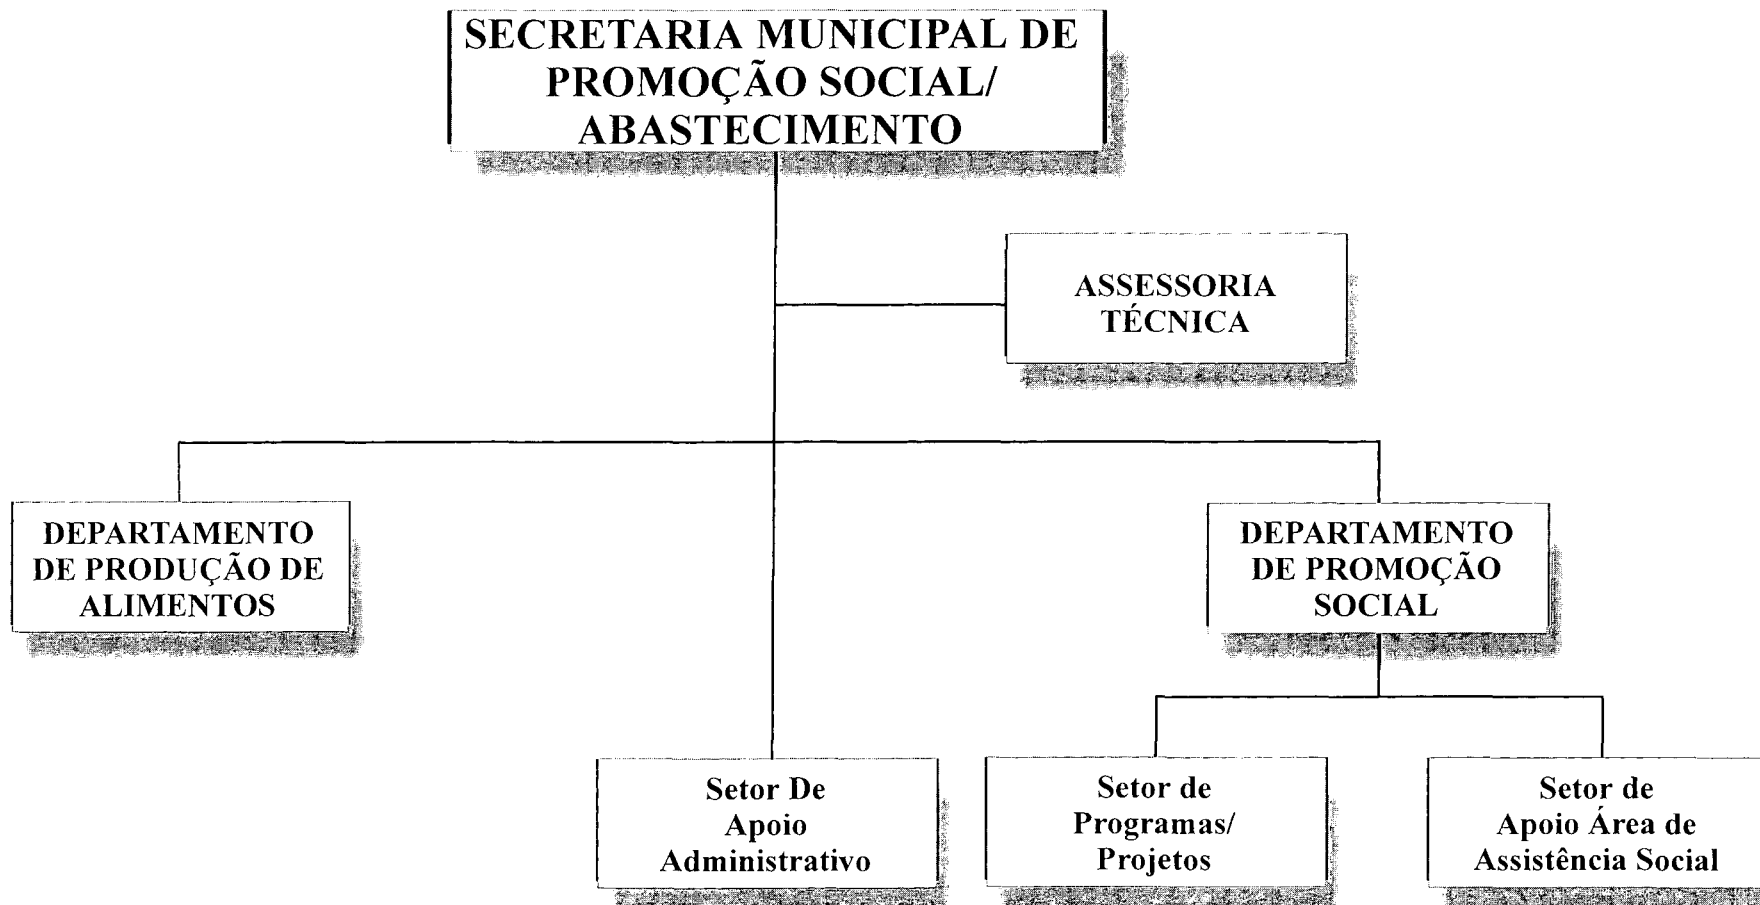 SECRETARIA MUNICIPAL DE
PROMOÇÃO SOCIAL/
ABASTECIMENTO
ASSESSORIA
TÉCNICA
DEPARTAMENTO
DE PRODUÇÃO DE
ALIMENTOS
DEPARTAMENTO
DE PROMOÇÃO
SOCIAL
Setor De
Apoio
Administrativo
Setor de
Programas/
Projetos
Setor de
Apoio Área de
Assistência Social